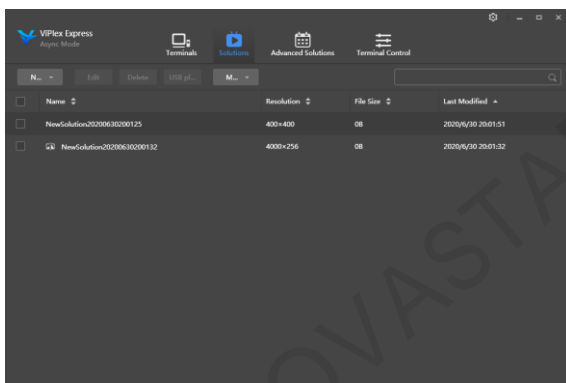 ViPlex Express
Async Mode
Terminals
Solutions
Advanced Solutions
Terminal Control
N...
Edit
Delete
USB pl...
M...
Name
Resolution
File Size
Last Modified
NewSolution20200630200125
400×400
0B
2020/6/30 20:01:51
NewSolution20200630200132
4000×256
0B
2020/6/30 20:01:32
OVASTA